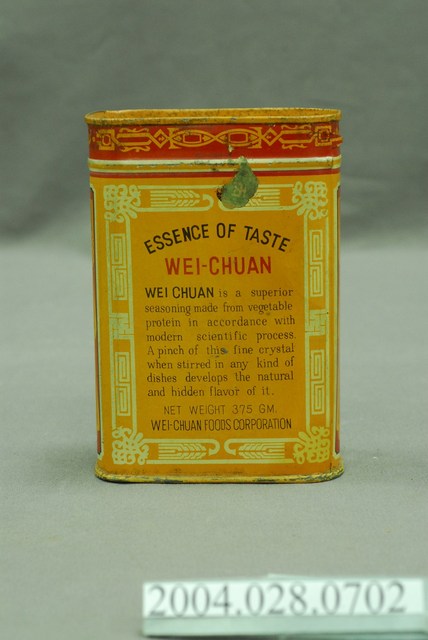 ESSENCE OF TASTE
WEI-CHUAN
WEI CHUAN is a superior
seasoning made from vegetable
protein in accordance with
modern scientific process.
A pinch of this fine crystal
when stirred in any kind of
dishes develops the natural
and hidden flavor of it.
NET WEIGHT 375 GM.
WEI-CHUAN FOODS CORPORATION
2004.028.0702